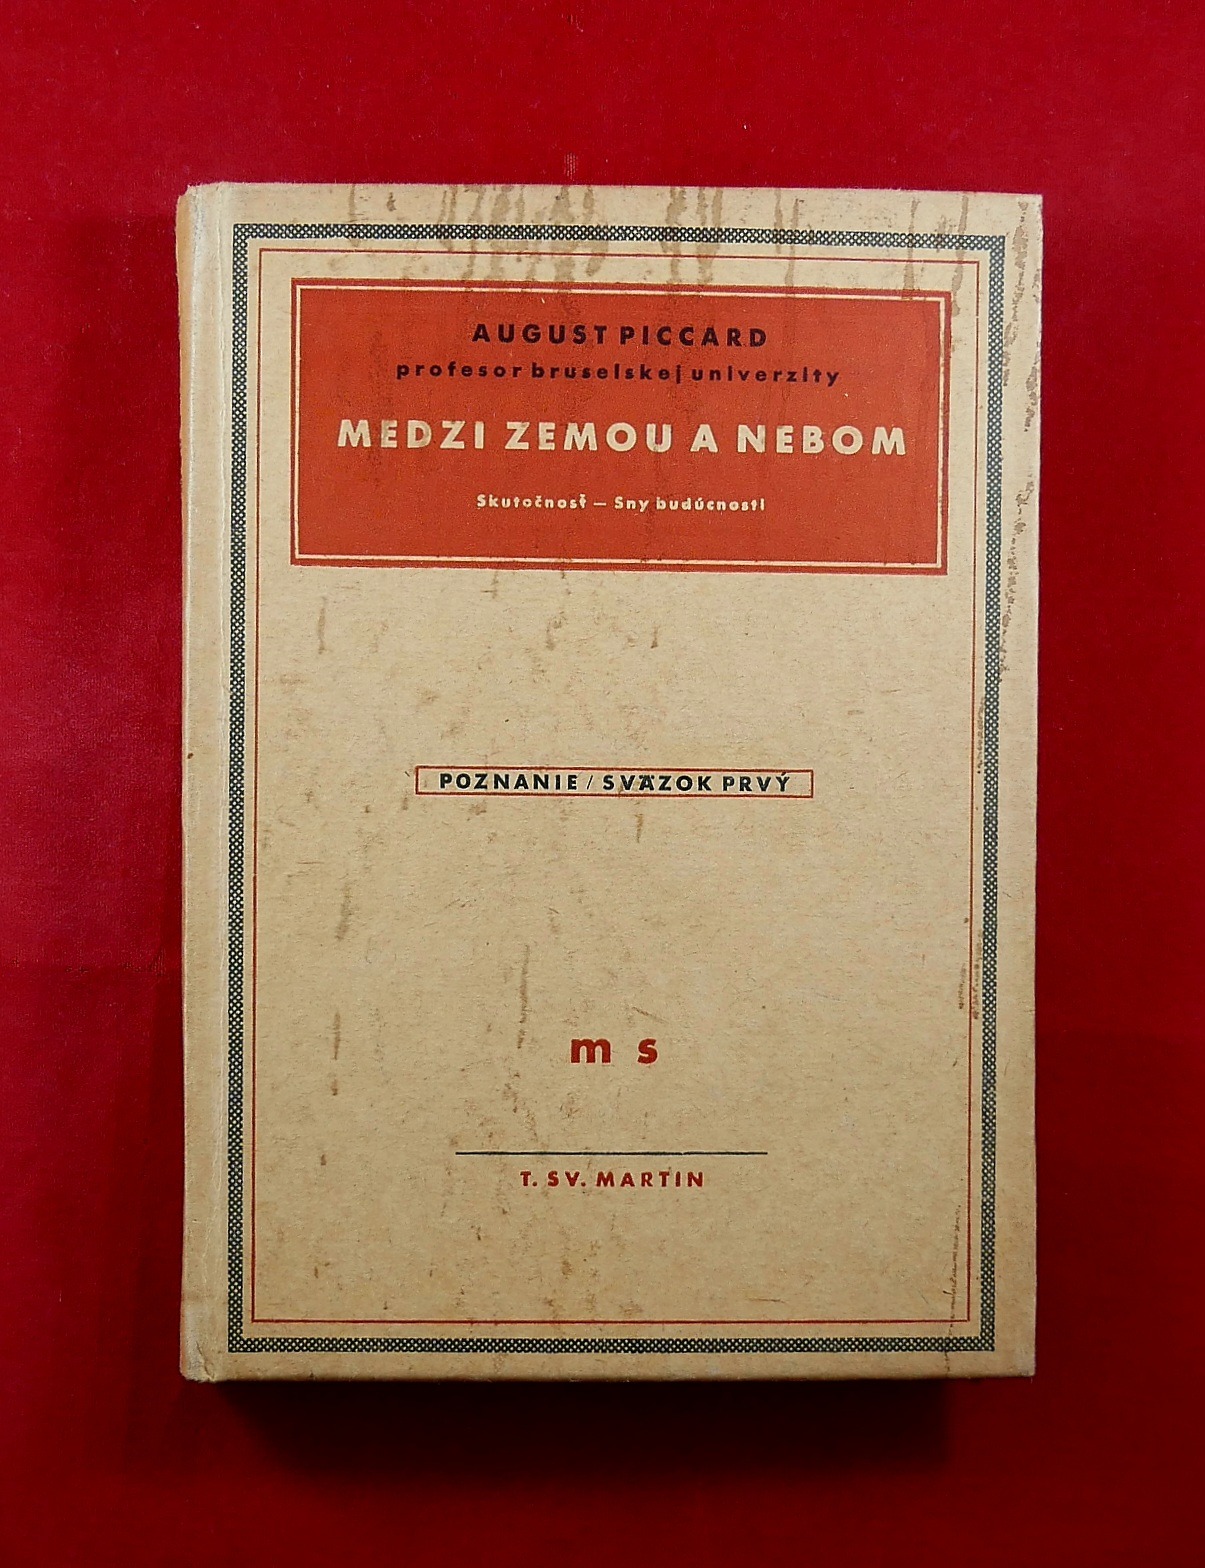 AUGUST PICCARD
profesor bruselskej univerzity
MEDZI ZEMOU A NEBOM
Skutočnosť — Sny budúcnosti
POZNANIE / SVÄZOK PRVÝ
m s
T. SV. MARTIN